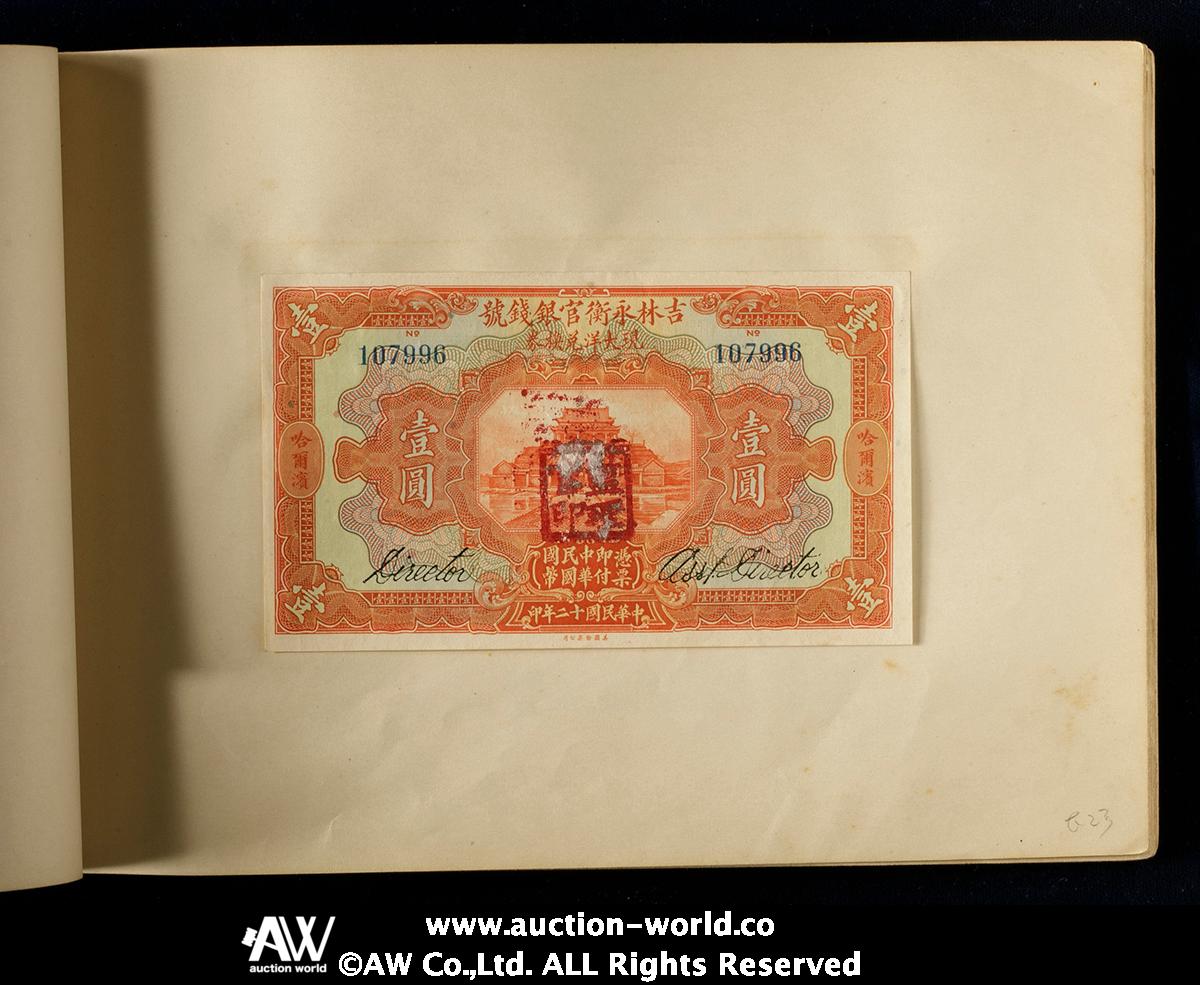 吉林永衡官銀錢號
現大洋兌換券
No 107996
No 107996
壹
壹
壹圓
壹圓
哈爾濱
哈爾濱
憑票即付中華民國國幣
Director
Asst. Director
中華民國十二年印
壹
壹
AW
auction world
www.auction-world.co
©AW Co.,Ltd. ALL Rights Reserved